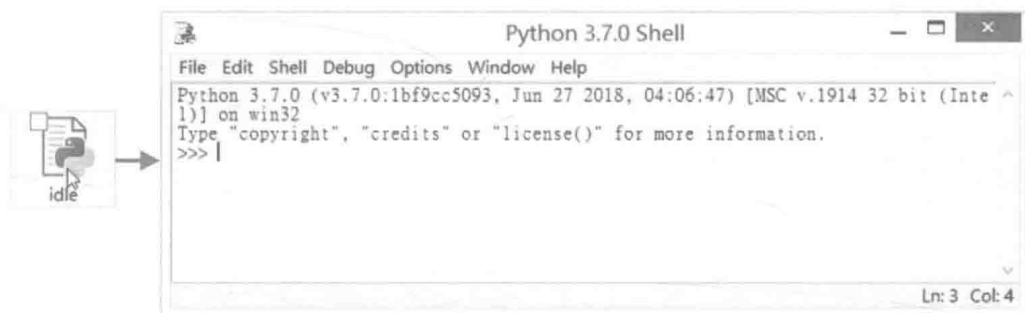 Python 3.7.0 Shell
File Edit Shell Debug Options Window Help
Python 3.7.0 (v3.7.0:1bf9cc5093, Jun 27 2018, 04:06:47) [MSC v.1914 32 bit (Inte
l)] on win32
Type "copyright", "credits" or "license()" for more information.
>>>
idle
Ln: 3 Col: 4